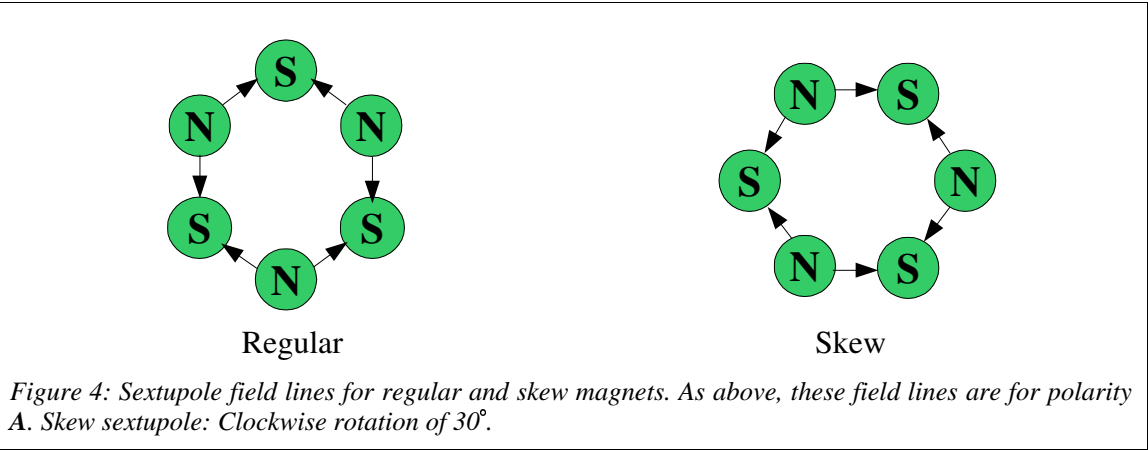 S
N N
S S
N
Regular
N S
S N
N S
Skew
Figure 4: Sextupole field lines for regular and skew magnets. As above, these field lines are for polarity
A. Skew sextupole: Clockwise rotation of 30°.